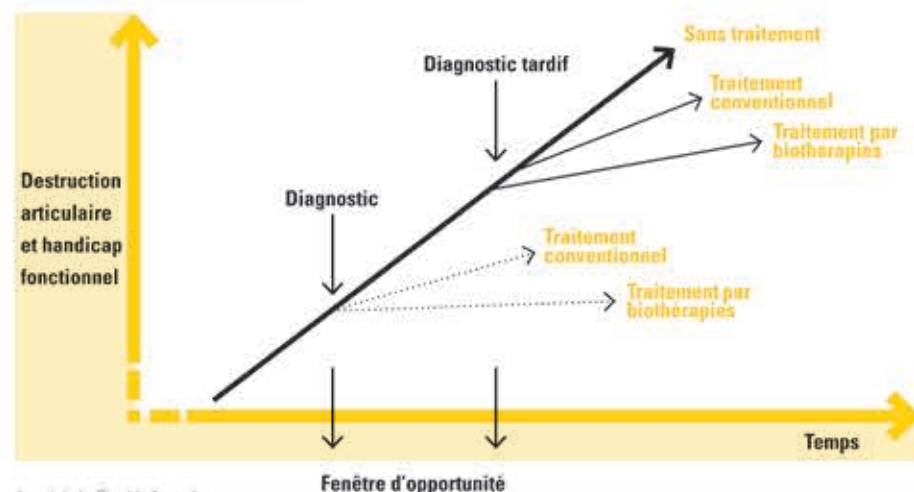 Sans traitement
Diagnostic tardif
Traitement
conventionnel
Traitement par
biothérapies
Destruction
articulaire
et handicap
fonctionnel
Diagnostic
Traitement
conventionnel
Traitement par
biothérapies
Temps
Fenêtre d'opportunité